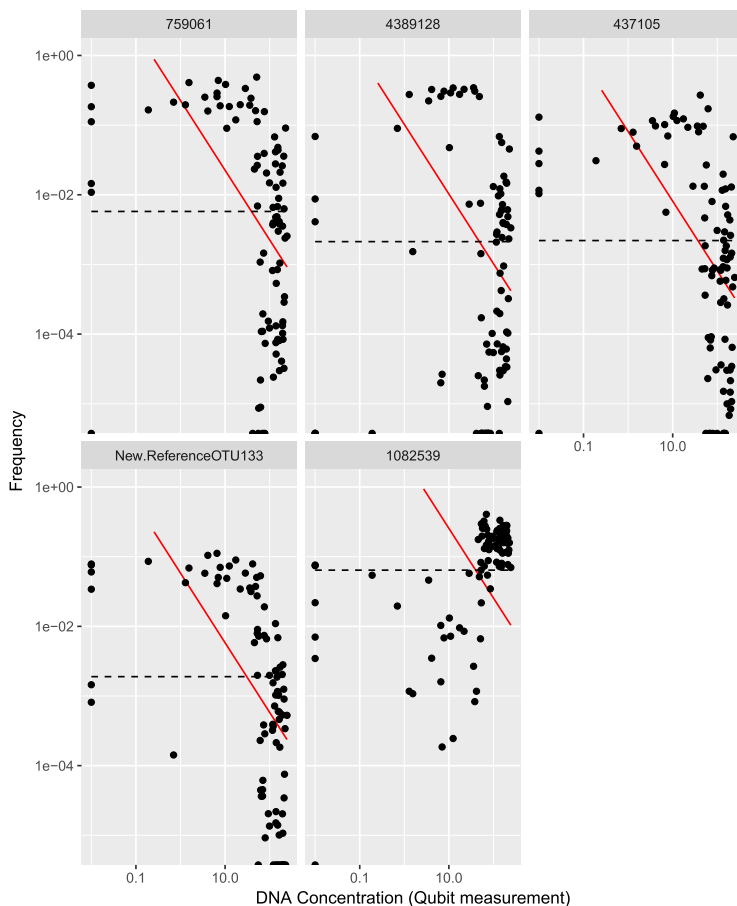 759061
4389128
437105
1e+00
1e−02
1e−04
0.1 10.0
Frequency
New.ReferenceOTU133
1082539
1e+00
1e−02
1e−04
0.1 10.0
0.1 10.0
DNA Concentration (Qubit measurement)